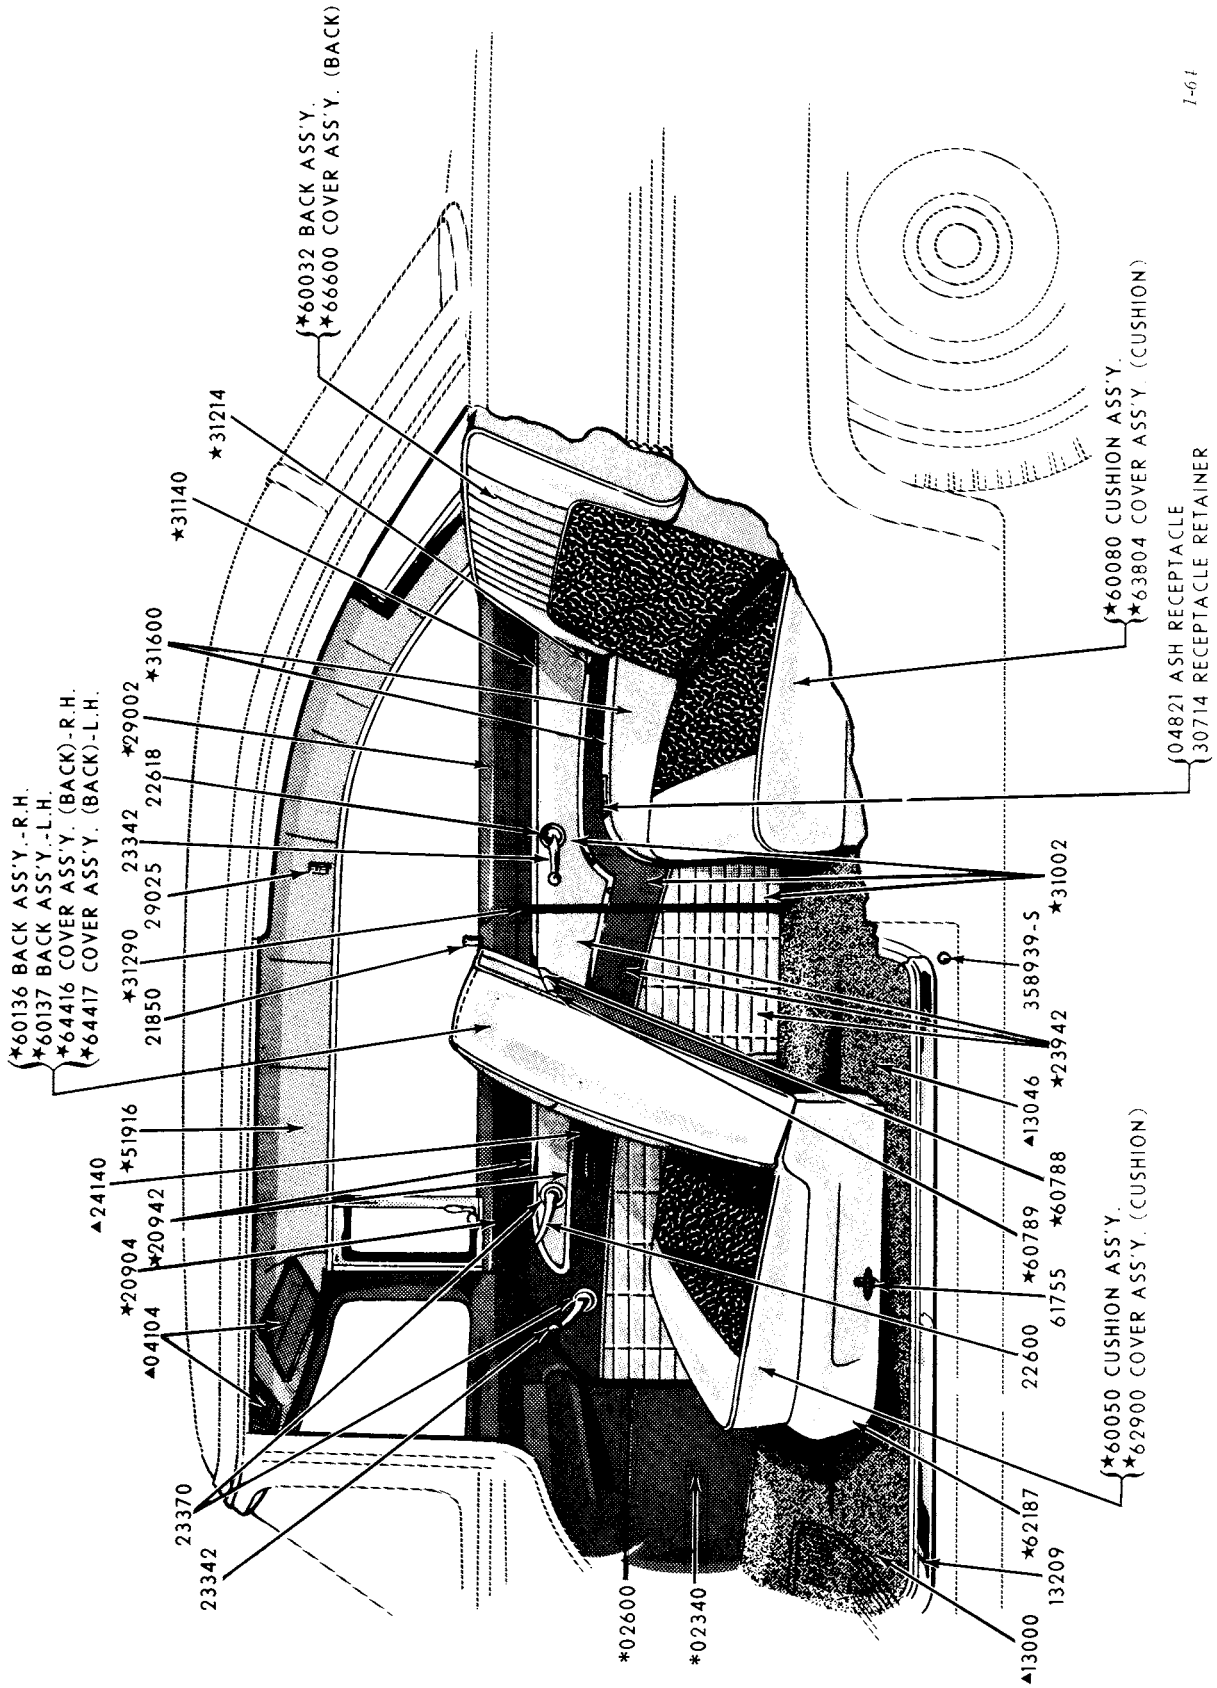 {★60136 BACK ASS'Y.-R.H.
★60137 BACK ASS'Y.-L.H.
★64416 COVER ASS'Y. (BACK)-R.H.
★64417 COVER ASS'Y. (BACK)-L.H.
{★60032 BACK ASS'Y.
★66600 COVER ASS'Y. (BACK)
23342
23370
▲04104
★20904
★20942
▲24140
★51916
21850
★31290
29025
23342
22618
★29002
★31600
★31140
★31214
*02600
*02340
▲13000
13209
★62187
{★60050 CUSHION ASS'Y.
★62900 COVER ASS'Y. (CUSHION)
22600
61755
★60789
★60788
▲13046
★23942
358939-S
★31002
{04821 ASH RECEPTACLE
30714 RECEPTACLE RETAINER
{★60080 CUSHION ASS'Y.
★63804 COVER ASS'Y. (CUSHION)
1-61